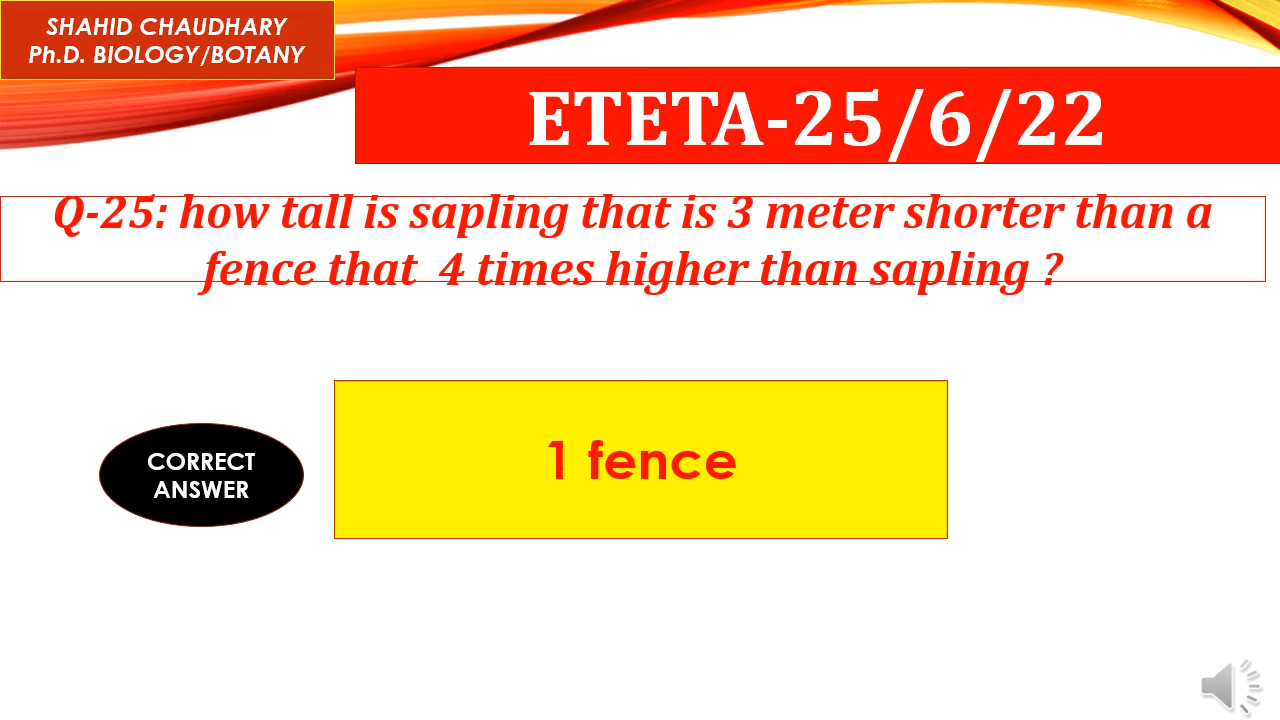 SHAHID CHAUDHARY
Ph.D. BIOLOGY/BOTANY
ETETA-25/6/22
Q-25: how tall is sapling that is 3 meter shorter than a
fence that 4 times higher than sapling ?
CORRECT
ANSWER
1 fence